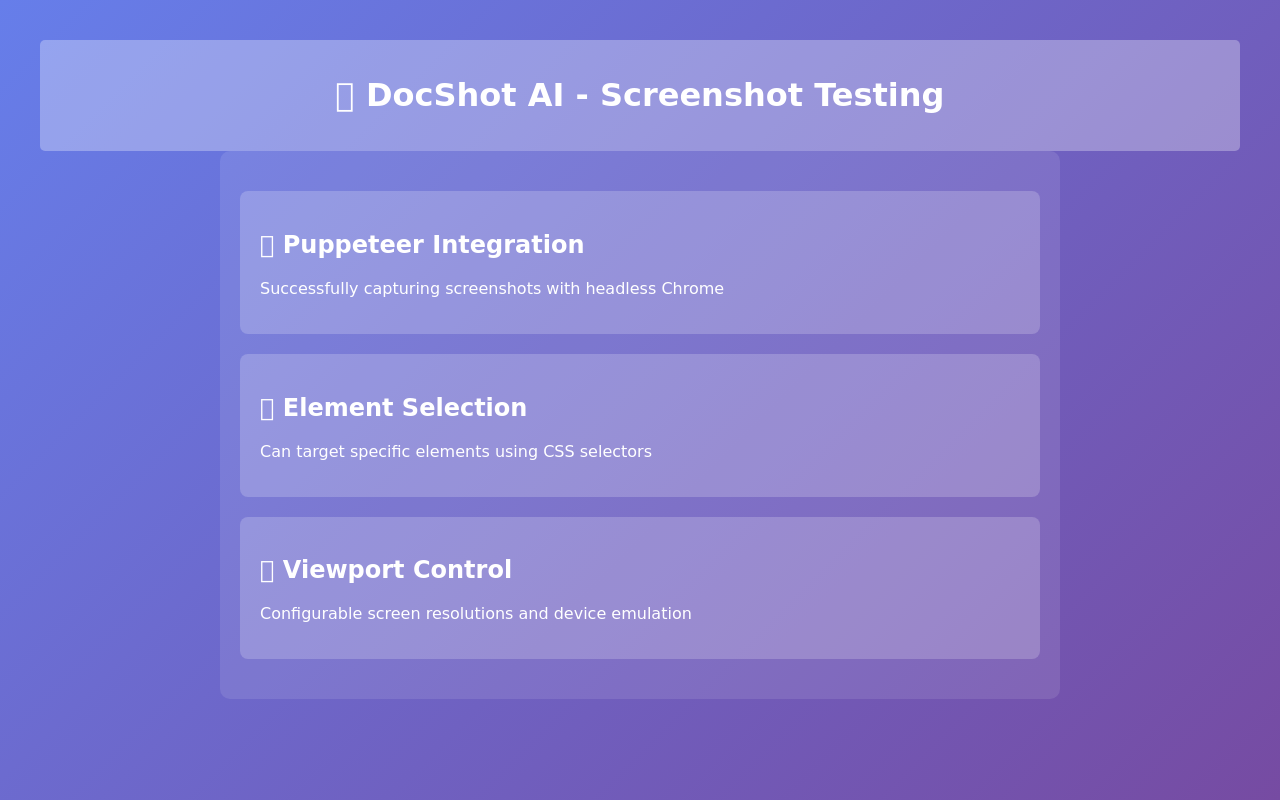 DocShot AI - Screenshot Testing
Puppeteer Integration
Successfully capturing screenshots with headless Chrome
Element Selection
Can target specific elements using CSS selectors
Viewport Control
Configurable screen resolutions and device emulation